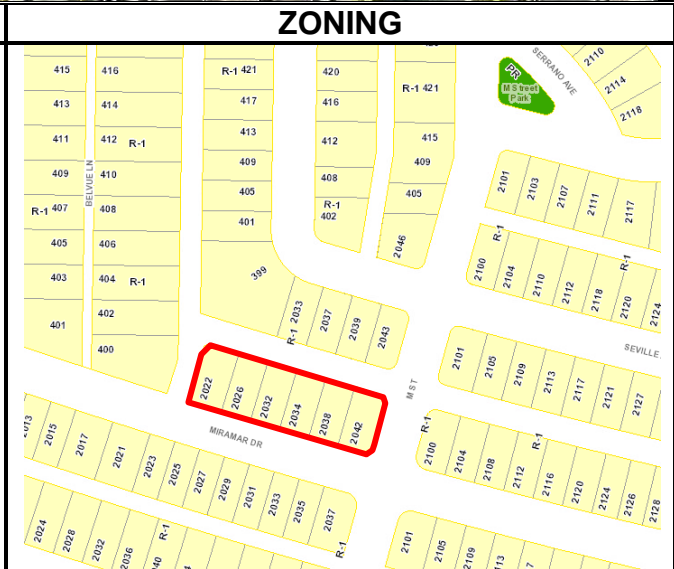 ZONING
415 416 R-1 421 420 R-1 421
413 414 417 416
411 412 R-1 413 412 415
409 410 409 408 409
R-1 407 408 405 R-1 405
405 406 401 402
403 404 R-1 399 2046
401 402
400
BELVUE LN
PR
M Street
Park
SERRANO AVE
2110
2114
2118
2101 2103 2107 2111 2117
R-1 R-1
2100 2104 2110 2112 2118 2120 2124
R-1 2033 2037 2039 2043
M ST
SEVILLE
2101 2105 2109 2113 2117 2121 2127
2022 2026 2032 2034 2038 2042
MIRAMAR DR
R-1 R-1
2100 2104 2108 2112 2116 2120 2124 2126 2128
2013 2015 2017 2021 2023 2025 2027 2029 2031 2033 2035 2037
R-1 R-1
2024 2028 2032 2036
2101 2105 2109